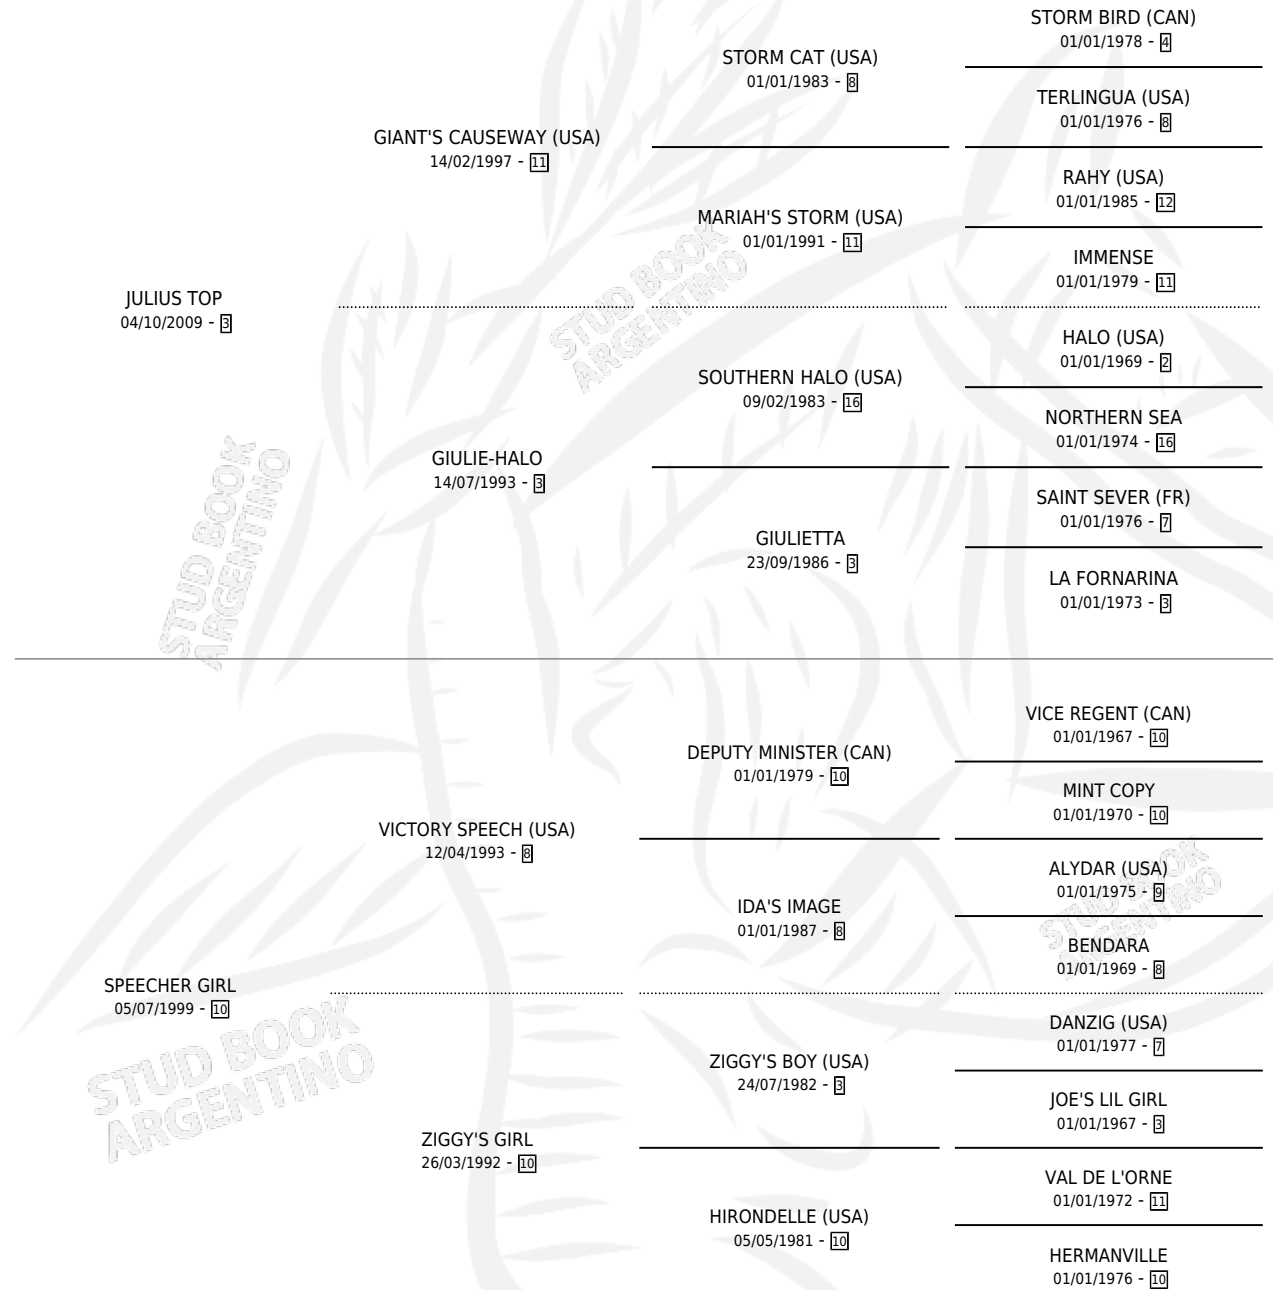 STORM BIRD (CAN)
01/01/1978 - 4
STORM CAT (USA)
01/01/1983 - 8
TERLINGUA (USA)
01/01/1976 - 8
GIANT'S CAUSEWAY (USA)
14/02/1997 - 11
RAHY (USA)
01/01/1985 - 12
MARIAH'S STORM (USA)
01/01/1991 - 11
IMMENSE
01/01/1979 - 11
JULIUS TOP
04/10/2009 - 3
HALO (USA)
01/01/1969 - 2
SOUTHERN HALO (USA)
09/02/1983 - 16
NORTHERN SEA
01/01/1974 - 16
GIULIE-HALO
14/07/1993 - 3
SAINT SEVER (FR)
01/01/1976 - 7
GIULIETTA
23/09/1986 - 3
LA FORNARINA
01/01/1973 - 3
STUD BOOK
ARGENTINO
STUD BOOK
ARGENTINO
VICE REGENT (CAN)
01/01/1967 - 10
DEPUTY MINISTER (CAN)
01/01/1979 - 10
MINT COPY
01/01/1970 - 10
VICTORY SPEECH (USA)
12/04/1993 - 8
ALYDAR (USA)
01/01/1975 - 9
IDA'S IMAGE
01/01/1987 - 8
BENDARA
01/01/1969 - 8
SPEECHER GIRL
05/07/1999 - 10
DANZIG (USA)
01/01/1977 - 7
ZIGGY'S BOY (USA)
24/07/1982 - 3
JOE'S LIL GIRL
01/01/1967 - 3
ZIGGY'S GIRL
26/03/1992 - 10
VAL DE L'ORNE
01/01/1972 - 11
HIRONDELLE (USA)
05/05/1981 - 10
HERMANVILLE
01/01/1976 - 10
STUD BOOK
ARGENTINO
STUD BOOK
ARGENTINO